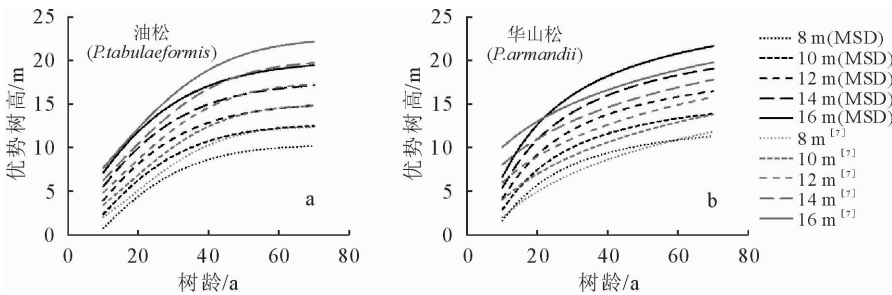 油松
(P.tabulaeformis)
优势树高/m
25
20
15
10
5
0
0
20
40
60
80
树龄/a
a
华山松
(P.armandii)
优势树高/m
25
20
15
10
5
0
0
20
40
60
80
树龄/a
b
8 m(MSD)
10 m(MSD)
12 m(MSD)
14 m(MSD)
16 m(MSD)
8 m[7]
10 m[7]
12 m[7]
14 m[7]
16 m[7]